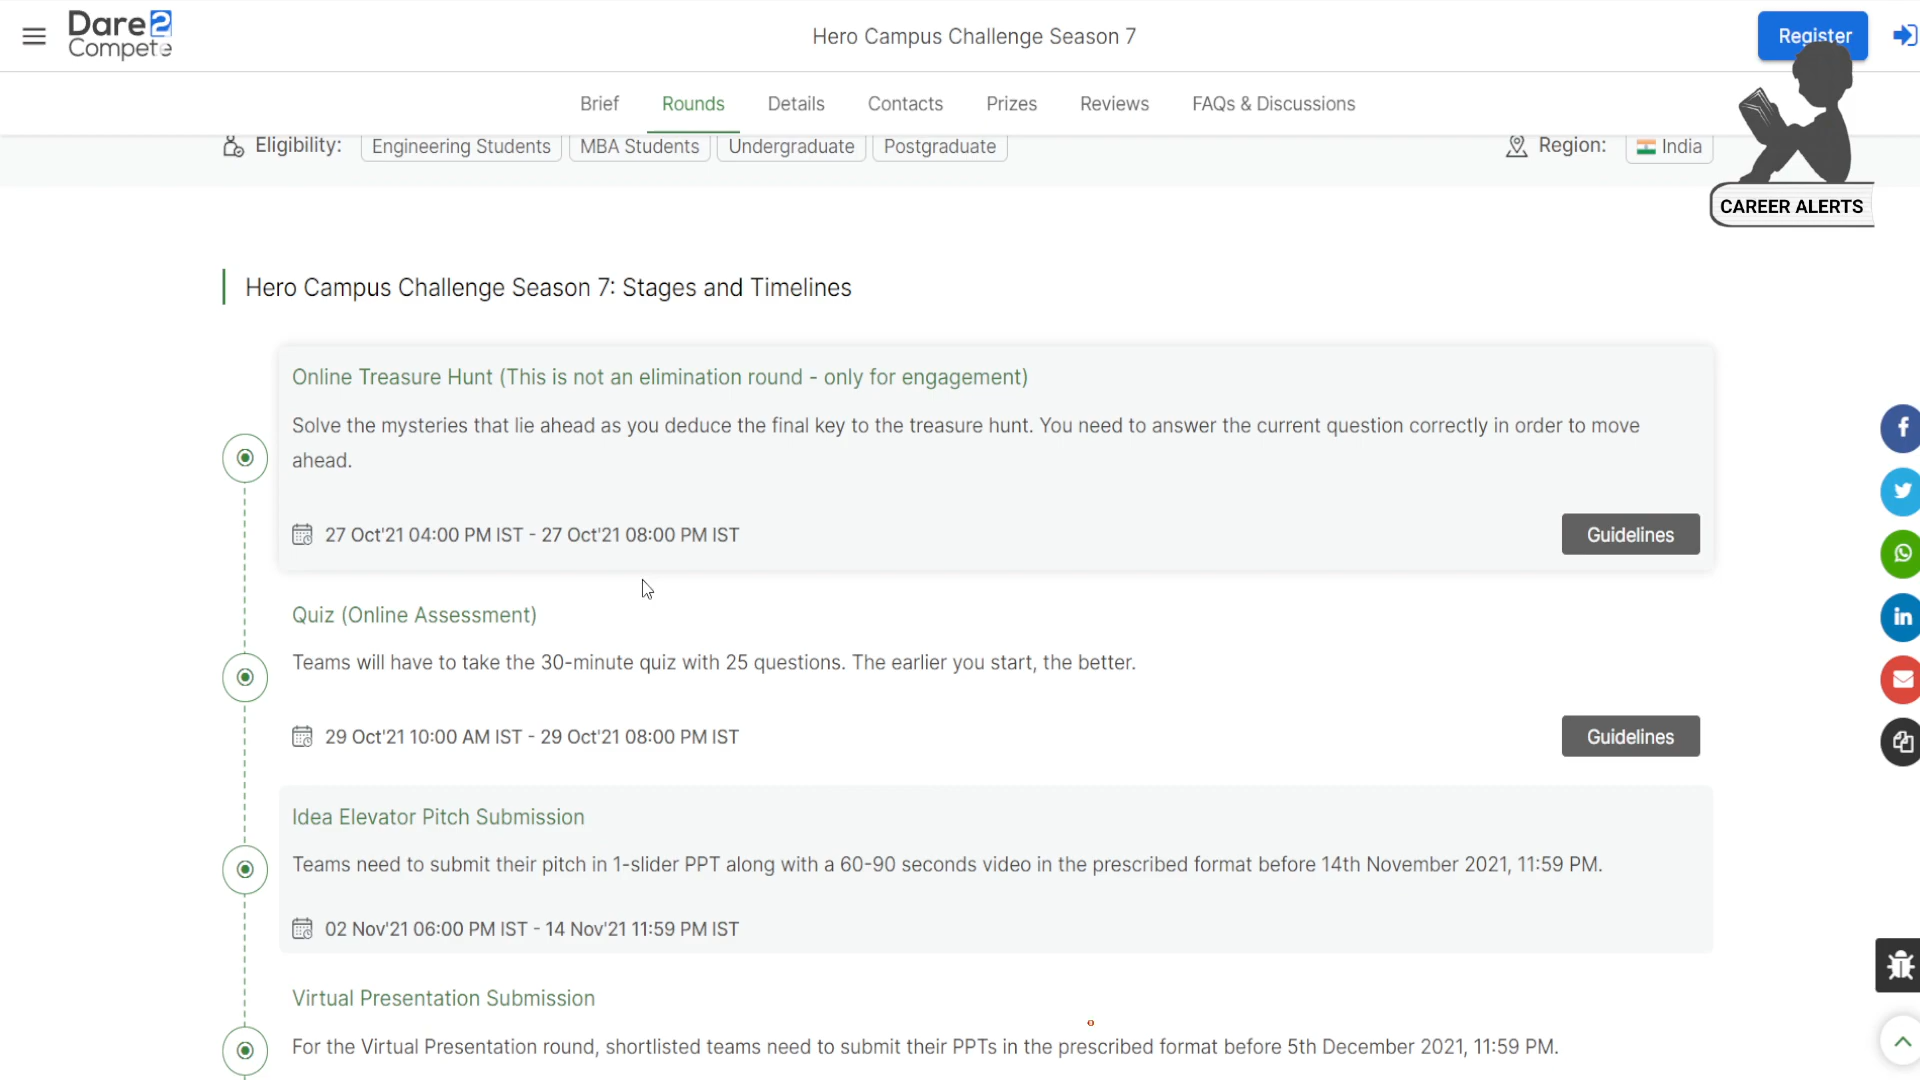 Dare2
Compete
Hero Campus Challenge Season 7
Register
Brief
Rounds
Details
Contacts
Prizes
Reviews
FAQs & Discussions
Eligibility:
Engineering Students
MBA Students
Undergraduate
Postgraduate
Region:
India
CAREER ALERTS
Hero Campus Challenge Season 7: Stages and Timelines
Online Treasure Hunt (This is not an elimination round - only for engagement)
Solve the mysteries that lie ahead as you deduce the final key to the treasure hunt. You need to answer the current question correctly in order to move
ahead.
27 Oct'21 04:00 PM IST - 27 Oct'21 08:00 PM IST
Guidelines
Quiz (Online Assessment)
Teams will have to take the 30-minute quiz with 25 questions. The earlier you start, the better.
29 Oct'21 10:00 AM IST - 29 Oct'21 08:00 PM IST
Guidelines
Idea Elevator Pitch Submission
Teams need to submit their pitch in 1-slider PPT along with a 60-90 seconds video in the prescribed format before 14th November 2021, 11:59 PM.
02 Nov'21 06:00 PM IST - 14 Nov'21 11:59 PM IST
Virtual Presentation Submission
For the Virtual Presentation round, shortlisted teams need to submit their PPTs in the prescribed format before 5th December 2021, 11:59 PM.